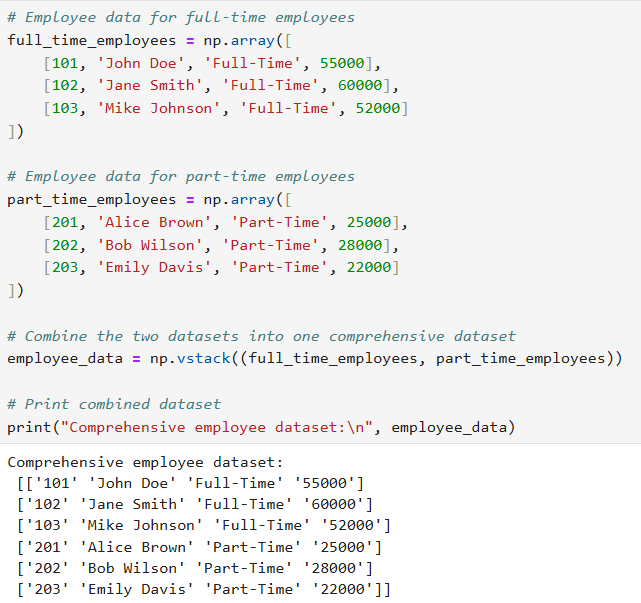 # Employee data for full-time employees
full_time_employees = np.array([
    [101, 'John Doe', 'Full-Time', 55000],
    [102, 'Jane Smith', 'Full-Time', 60000],
    [103, 'Mike Johnson', 'Full-Time', 52000]
])

# Employee data for part-time employees
part_time_employees = np.array([
    [201, 'Alice Brown', 'Part-Time', 25000],
    [202, 'Bob Wilson', 'Part-Time', 28000],
    [203, 'Emily Davis', 'Part-Time', 22000]
])

# Combine the two datasets into one comprehensive dataset
employee_data = np.vstack((full_time_employees, part_time_employees))

# Print combined dataset
print("Comprehensive employee dataset:\n", employee_data)
Comprehensive employee dataset:
 [['101' 'John Doe' 'Full-Time' '55000']
 ['102' 'Jane Smith' 'Full-Time' '60000']
 ['103' 'Mike Johnson' 'Full-Time' '52000']
 ['201' 'Alice Brown' 'Part-Time' '25000']
 ['202' 'Bob Wilson' 'Part-Time' '28000']
 ['203' 'Emily Davis' 'Part-Time' '22000']]